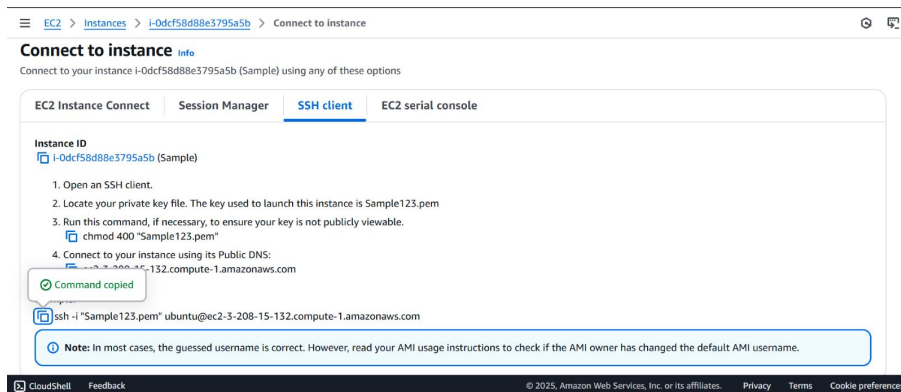 EC2 > Instances > i-0dcf58d88e3795a5b > Connect to instance
Connect to instance Info
Connect to your instance i-0dcf58d88e3795a5b (Sample) using any of these options
EC2 Instance Connect Session Manager SSH client EC2 serial console
Instance ID
i-0dcf58d88e3795a5b (Sample)
1. Open an SSH client.
2. Locate your private key file. The key used to launch this instance is Sample123.pem
3. Run this command, if necessary, to ensure your key is not publicly viewable.
chmod 400 "Sample123.pem"
4. Connect to your instance using its Public DNS:
ec2-3-208-15-132.compute-1.amazonaws.com
Command copied
ssh -i "Sample123.pem" ubuntu@ec2-3-208-15-132.compute-1.amazonaws.com
Note: In most cases, the guessed username is correct. However, read your AMI usage instructions to check if the AMI owner has changed the default AMI username.
CloudShell Feedback © 2025, Amazon Web Services, Inc. or its affiliates. Privacy Terms Cookie preferences